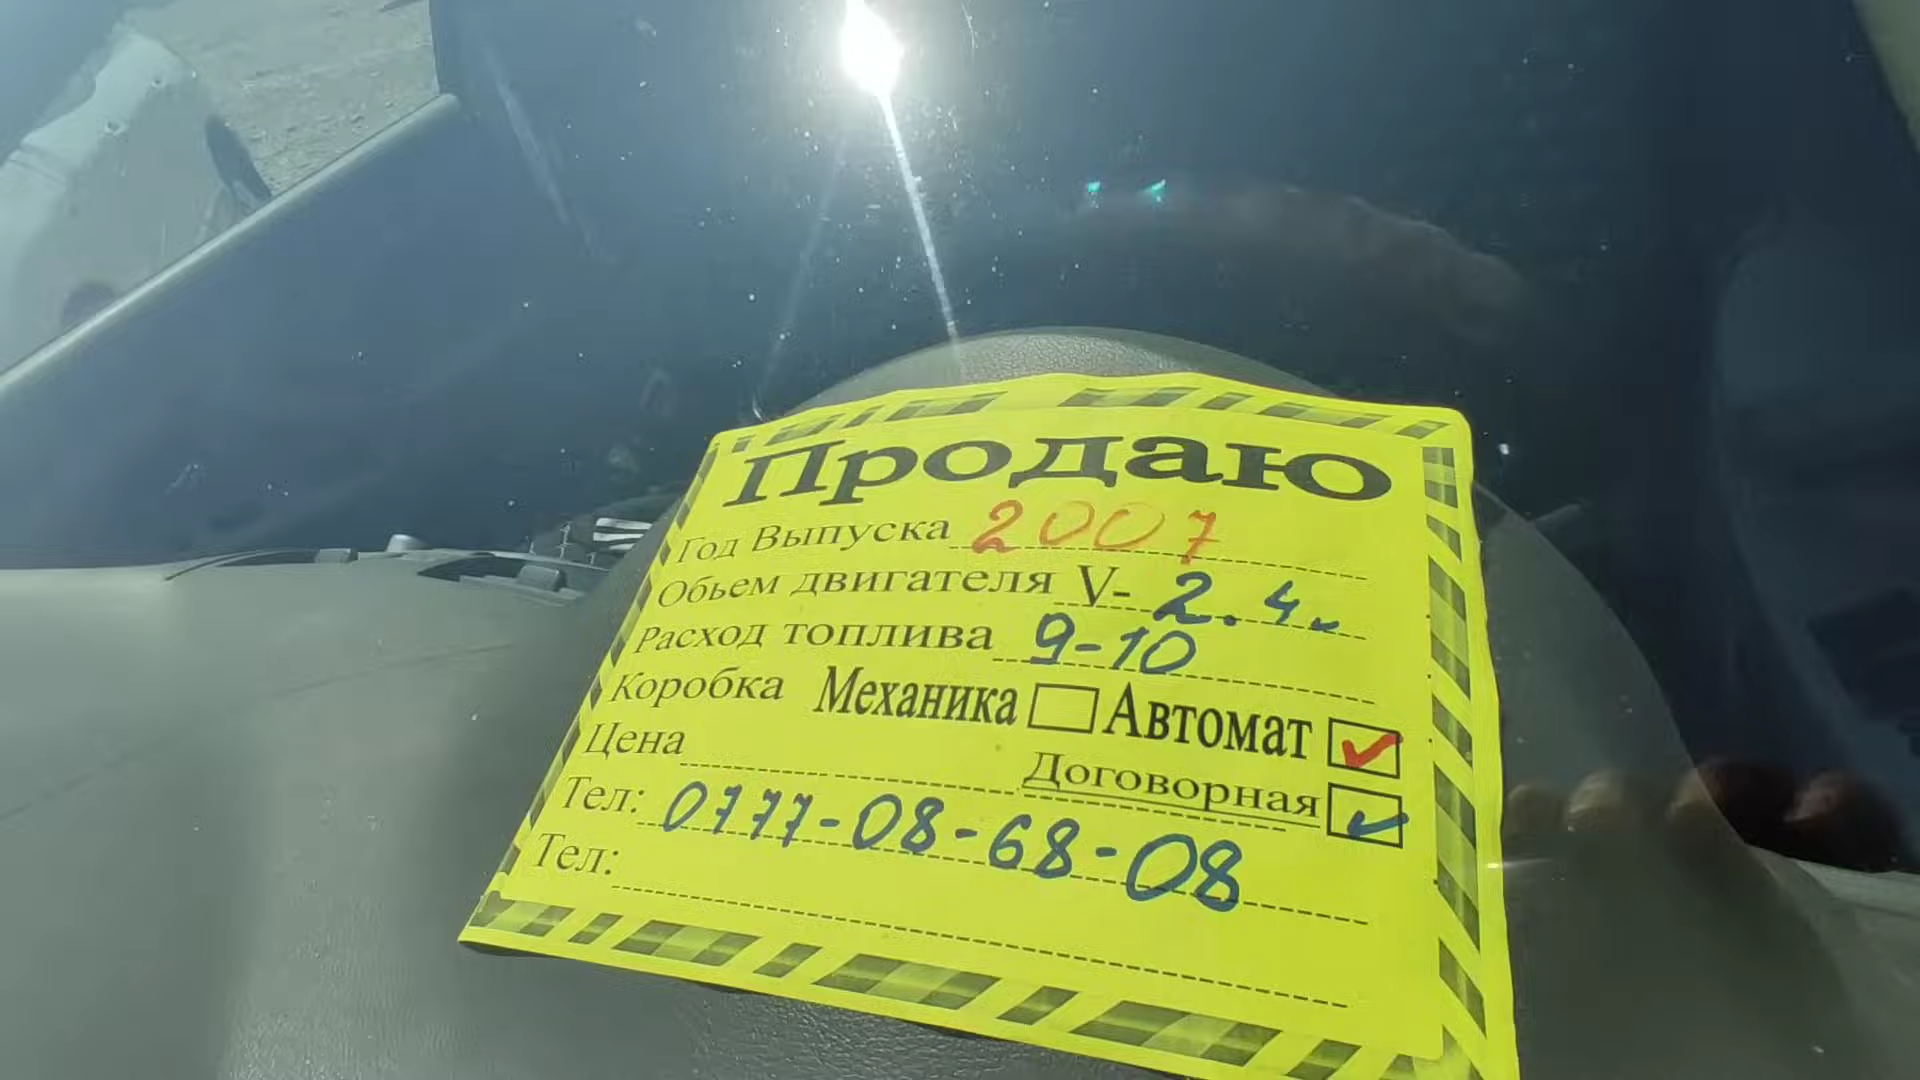 Продаю
Год Выпуска 2007
Обьем двигателя V- 2.4
Расход топлива 9-10
Коробка Механика Автомат
Цена Договорная
Тел: 0777-08-68-08
Тел: